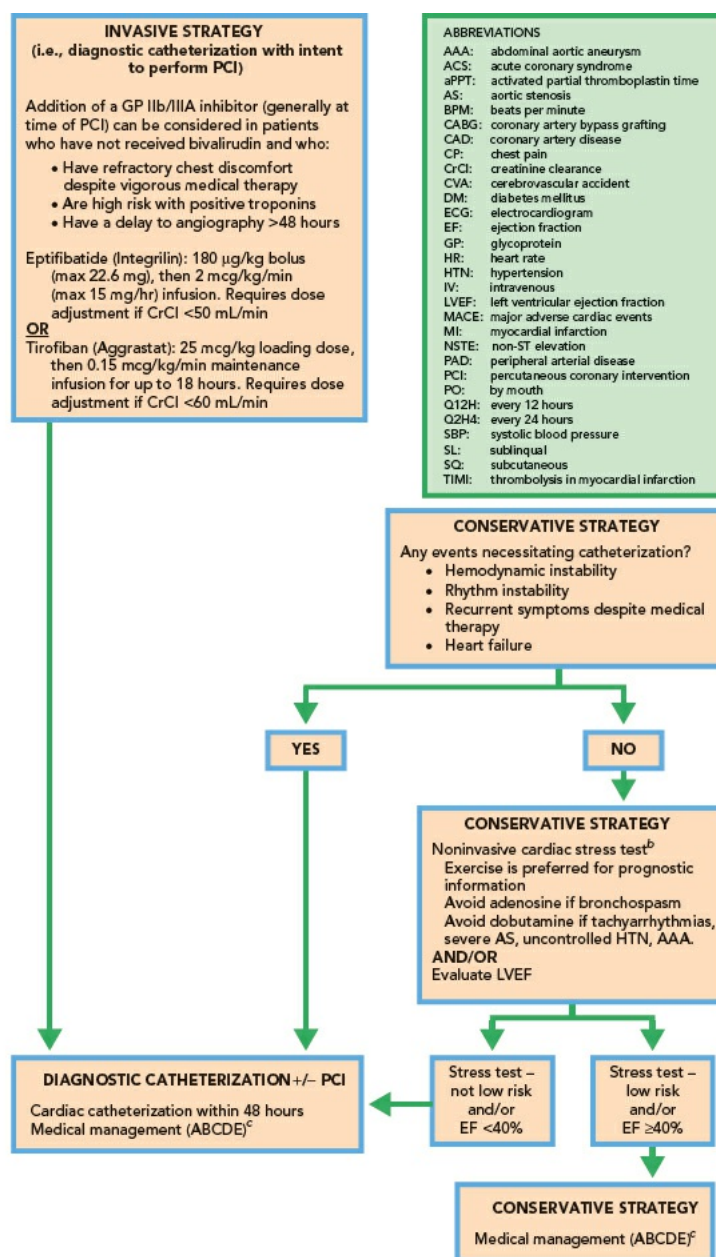 INVASIVE STRATEGY
(i.e., diagnostic catheterization with intent
to perform PCI)
Addition of a GP IIb/IIIA inhibitor (generally at
time of PCI) can be considered in patients
who have not received bivalirudin and who:
• Have refractory chest discomfort
despite vigorous medical therapy
• Are high risk with positive troponins
• Have a delay to angiography >48 hours
Eptifibatide (Integrilin): 180 μg/kg bolus
(max 22.6 mg), then 2 mcg/kg/min
(max 15 mg/hr) infusion. Requires dose
adjustment if CrCl <50 mL/min
OR
Tirofiban (Aggrastat): 25 mcg/kg loading dose,
then 0.15 mcg/kg/min maintenance
infusion for up to 18 hours. Requires dose
adjustment if CrCl <60 mL/min
ABBREVIATIONS
AAA: abdominal aortic aneurysm
ACS: acute coronary syndrome
aPPT: activated partial thromboplastin time
AS: aortic stenosis
BPM: beats per minute
CABG: coronary artery bypass grafting
CAD: coronary artery disease
CP: chest pain
CrCl: creatinine clearance
CVA: cerebrovascular accident
DM: diabetes mellitus
ECG: electrocardiogram
EF: ejection fraction
GP: glycoprotein
HR: heart rate
HTN: hypertension
IV: intravenous
LVEF: left ventricular ejection fraction
MACE: major adverse cardiac events
MI: myocardial infarction
NSTE: non-ST elevation
PAD: peripheral arterial disease
PCI: percutaneous coronary intervention
PO: by mouth
Q12H: every 12 hours
Q2H4: every 24 hours
SBP: systolic blood pressure
SL: sublinqual
SQ: subcutaneous
TIMI: thrombolysis in myocardial infarction
CONSERVATIVE STRATEGY
Any events necessitating catheterization?
• Hemodynamic instability
• Rhythm instability
• Recurrent symptoms despite medical
therapy
• Heart failure
YES
NO
CONSERVATIVE STRATEGY
Noninvasive cardiac stress test^b
Exercise is preferred for prognostic
information
Avoid adenosine if bronchospasm
Avoid dobutamine if tachyarrhythmias,
severe AS, uncontrolled HTN, AAA.
AND/OR
Evaluate LVEF
DIAGNOSTIC CATHETERIZATION +/– PCI
Cardiac catheterization within 48 hours
Medical management (ABCDE)^c
Stress test –
not low risk
and/or
EF <40%
Stress test –
low risk
and/or
EF ≥40%
CONSERVATIVE STRATEGY
Medical management (ABCDE)^c